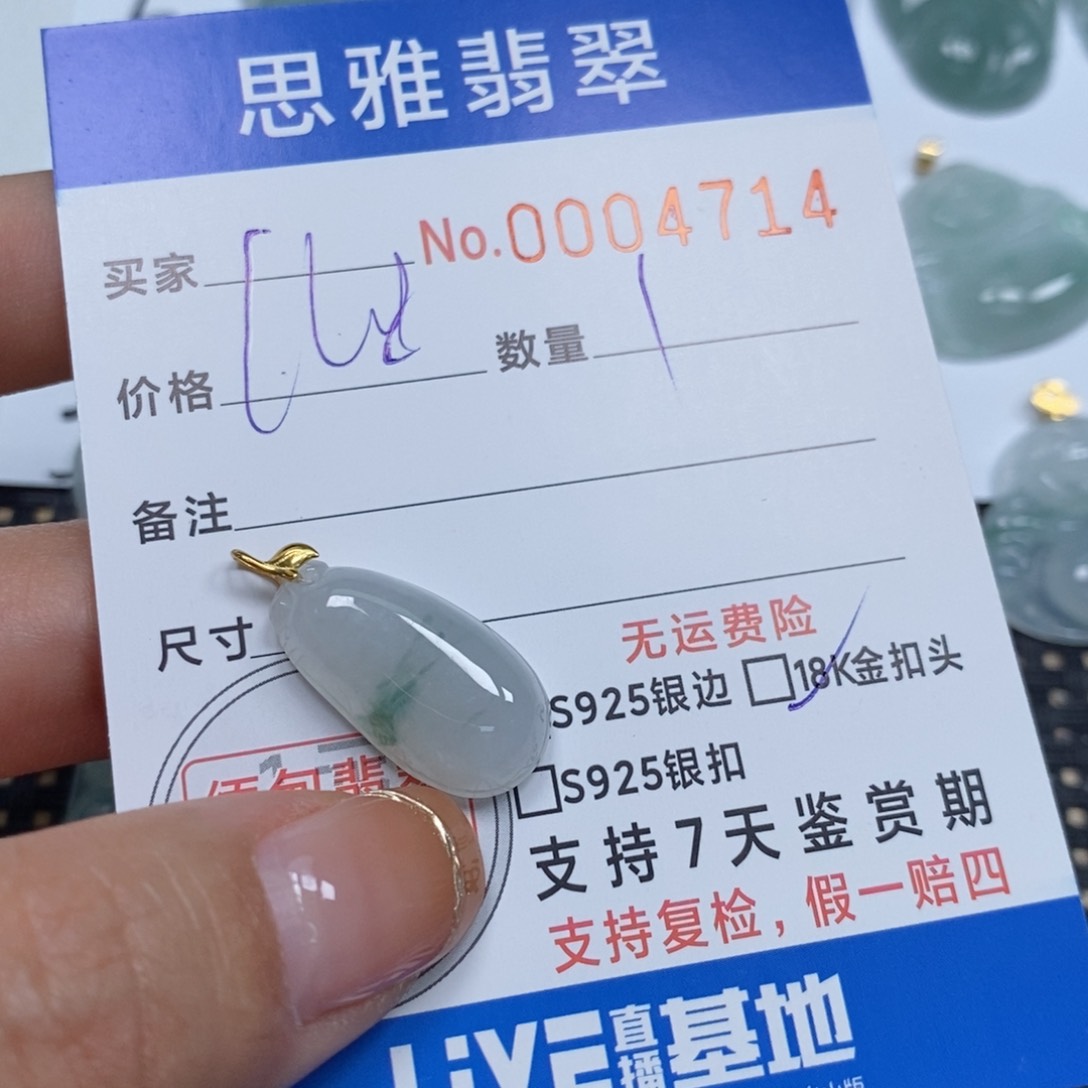 思雅翡翠
No.0004714
买家
价格
数量 1
备注
尺寸
无运费险
S925银边 □18K金扣头
□S925银扣
支持7天鉴赏期
支持复检，假一赔四
LiVE直播基地